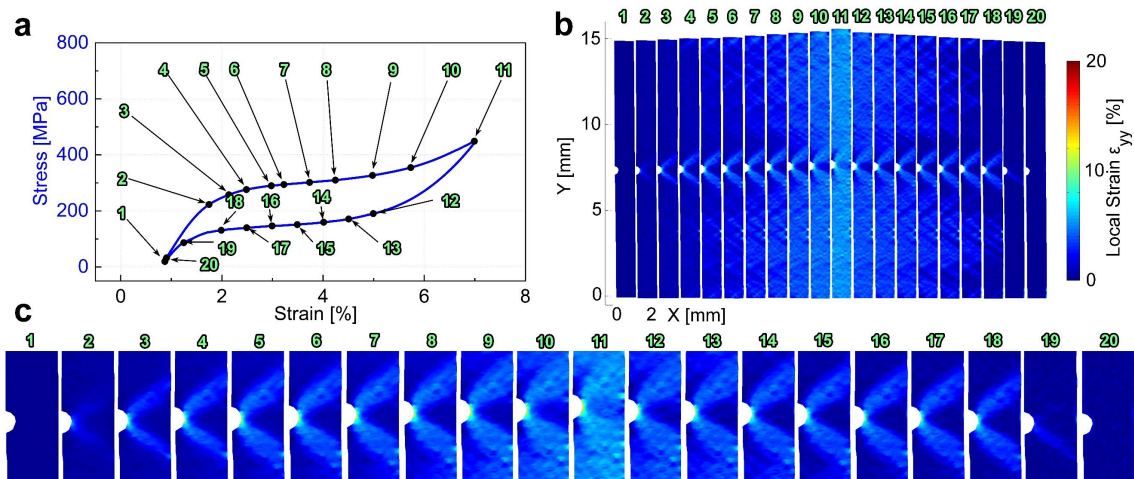 a
800
600
400
200
0
Stress [MPa]
0 2 4 6 8
Strain [%]
1 2 3 4 5 6 7 8 9 10 11
12 13 14 15 16 17 18 19 20
b
1 2 3 4 5 6 7 8 9 10 11 12 13 14 15 16 17 18 19 20
15
10
5
0
Y [mm]
0 2 X [mm]
20
10
0
Local Strain ε_yy [%]
c
1 2 3 4 5 6 7 8 9 10 11 12 13 14 15 16 17 18 19 20